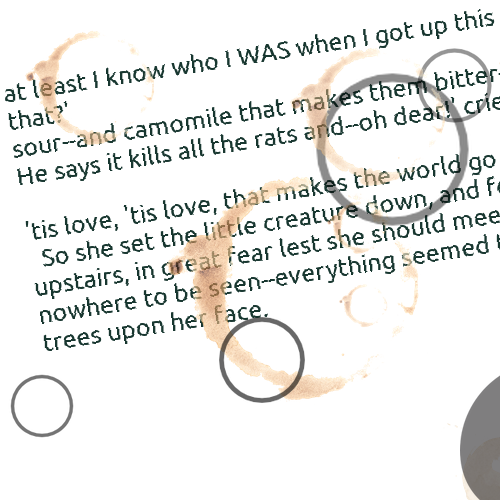 at least I know who I WAS when I got up this
that?'
sour--and camomile that makes them bitter-
He says it kills all the rats and--oh dear!' crie
'tis love, 'tis love, that makes the world go
So she set the little creature down, and fe
upstairs, in great fear lest she should mee
nowhere to be seen--everything seemed
trees upon her face.